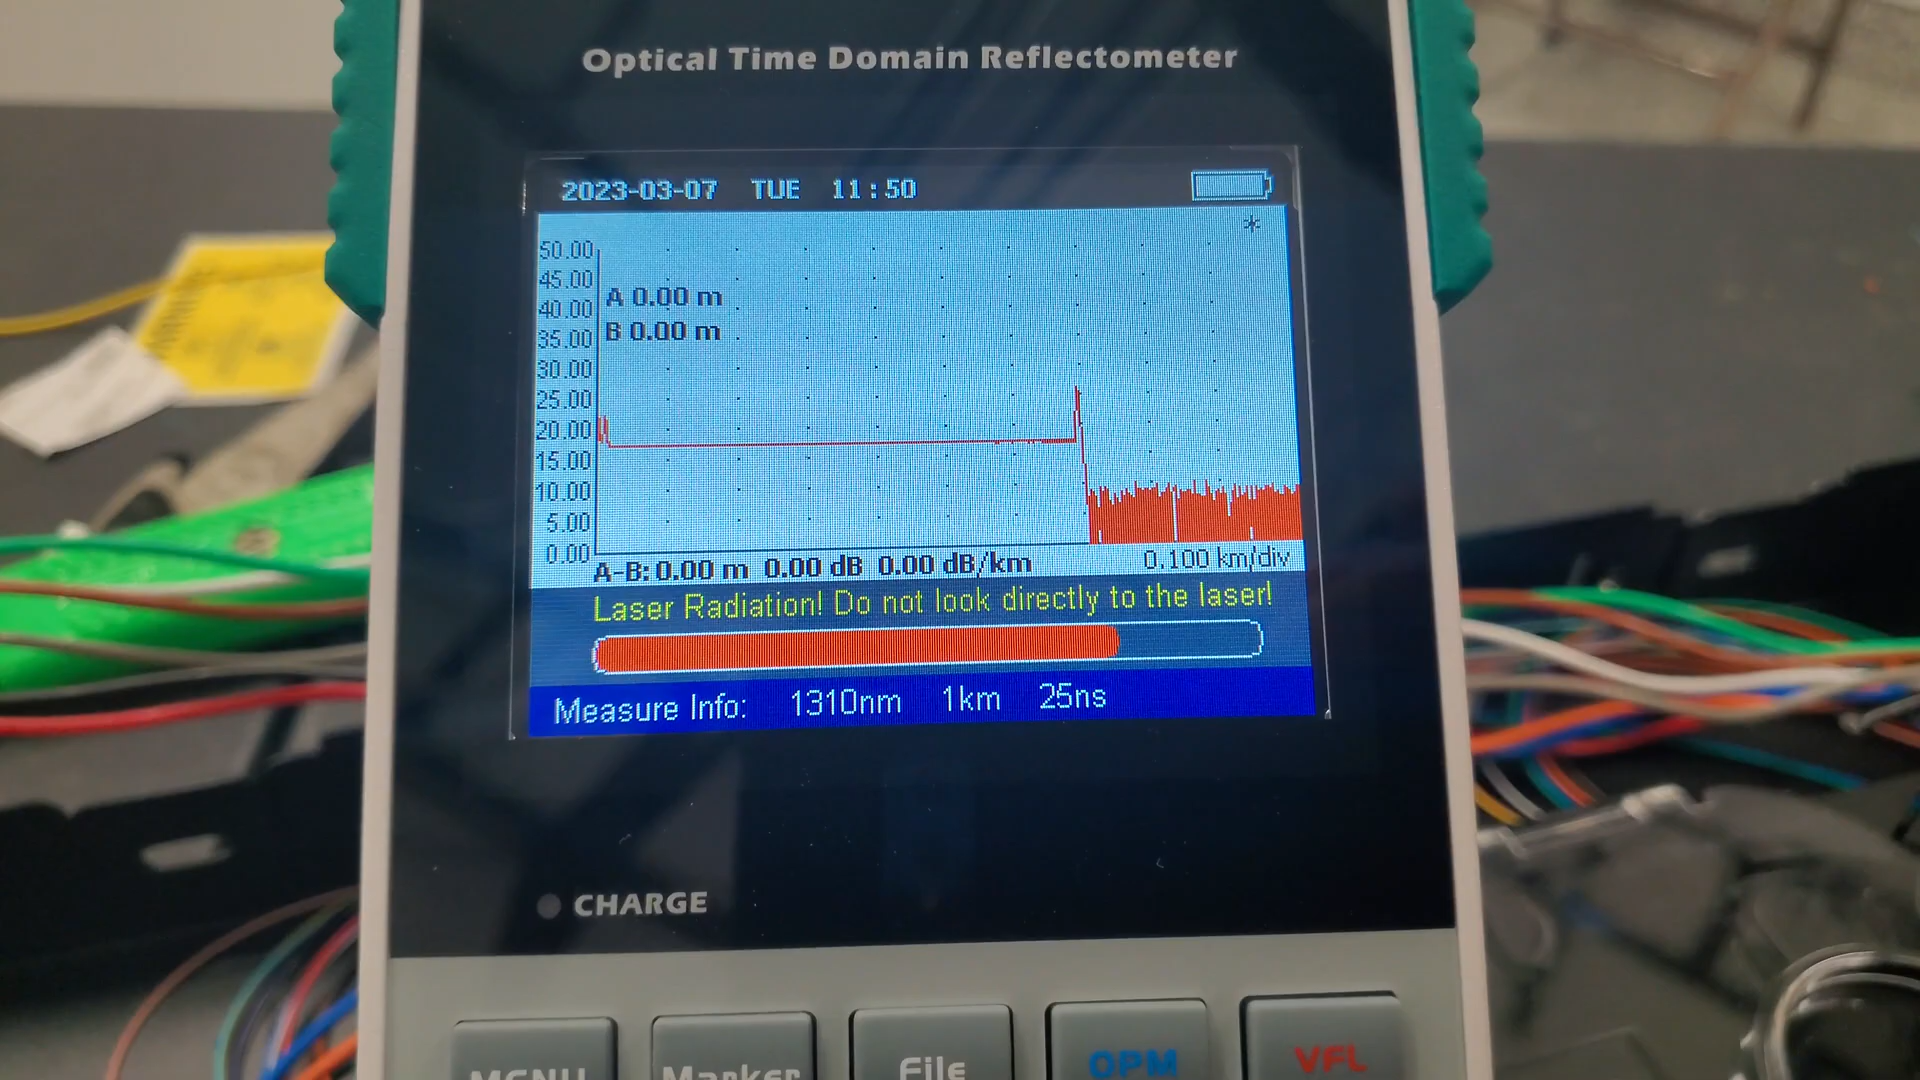 Optical Time Domain Reflectometer
2023-03-07 TUE 11:50
50.00
45.00
A 0.00 m
40.00
B 0.00 m
35.00
30.00
25.00
20.00
15.00
10.00
5.00
0.00
A-B: 0.00 m 0.00 dB 0.00 dB/km 0.100 km/div
Laser Radiation! Do not look directly to the laser!
Measure Info: 1310nm 1km 25ns
CHARGE
MENU Marker File OPM VFL